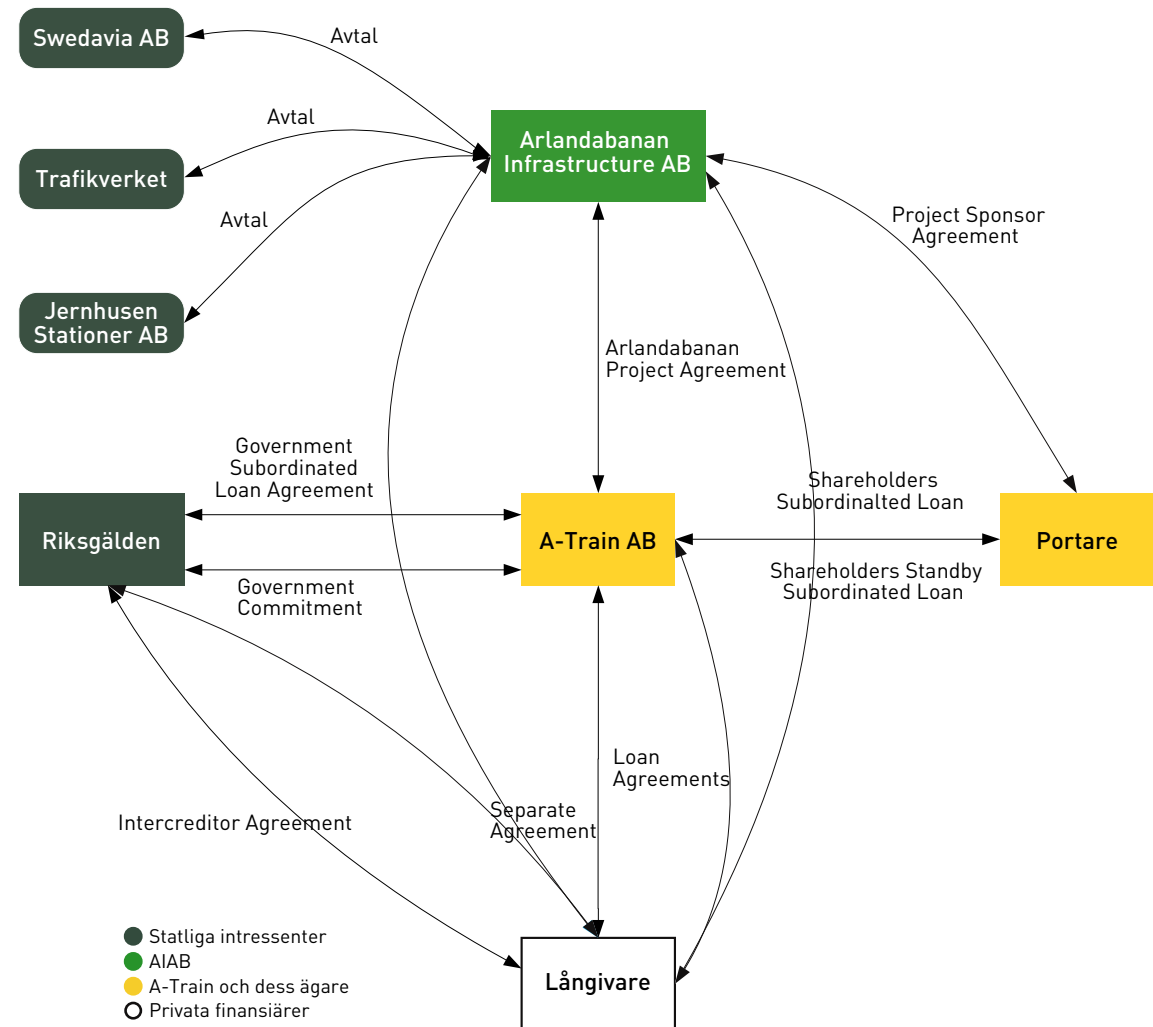 Swedavia AB
Avtal
Avtal
Trafikverket
Avtal
Jernhusen
Stationer AB
Arlandabanan
Infrastructure AB
Project Sponsor
Agreement
Arlandabanan
Project Agreement
Government
Subordinated
Loan Agreement
Riksgälden
Government
Commitment
A-Train AB
Shareholders
Subordinalted Loan
Shareholders Standby
Subordinated Loan
Portare
Loan
Agreements
Separate
Agreement
Intercreditor Agreement
Långivare
Statliga intressenter
AIAB
A-Train och dess ägare
Privata finansiärer